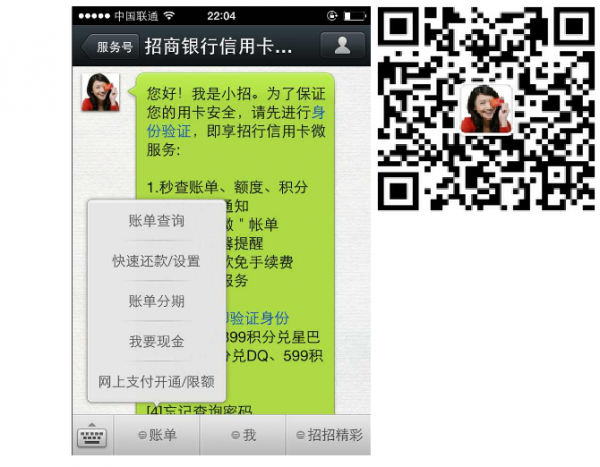 中国联通
22:04
服务号
招商银行信用卡...
您好！我是小招。为了保证
您的用卡安全，请先进行身
份验证，即享招行信用卡微
服务:
1.秒查账单、额度、积分
通知
＂帐单
提醒
款免手续费
服务
验证身份
399积分兑星巴
分兑DQ、599积
[4]忘记查询密码
账单查询
快速还款/设置
账单分期
我要现金
网上支付开通/限额
账单
我
招招精彩